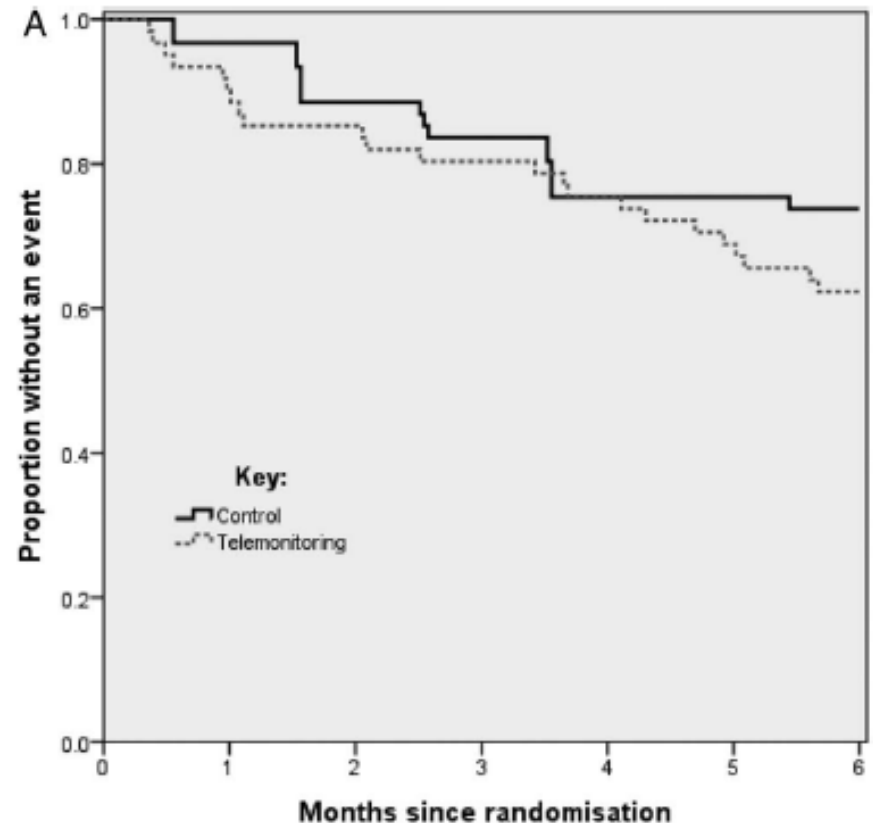 A
1.0
0.8
0.6
0.4
0.2
0.0
Proportion without an event
Key:
Control
Telemonitoring
0 1 2 3 4 5 6
Months since randomisation